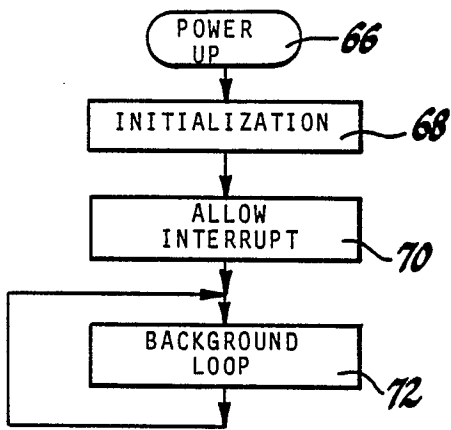 POWER
UP
66
INITIALIZATION
68
ALLOW
INTERRUPT
70
BACKGROUND
LOOP
72